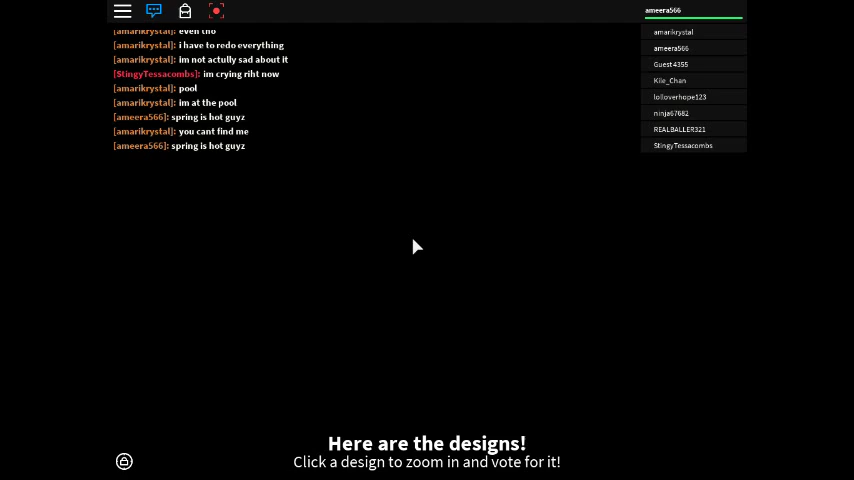 ameera566
[amarikrystal]: even tho
[amarikrystal]: i have to redo everything
[amarikrystal]: im not actully sad about it
[StingyTessacombs]: im crying riht now
[amarikrystal]: pool
[amarikrystal]: im at the pool
[ameera566]: spring is hot guyz
[amarikrystal]: you cant find me
[ameera566]: spring is hot guyz
amarikrystal
ameera566
Guest 4355
Kile_Chan
lolloverhope123
ninja67682
REALBALLER321
StingyTessacombs
Here are the designs!
Click a design to zoom in and vote for it!